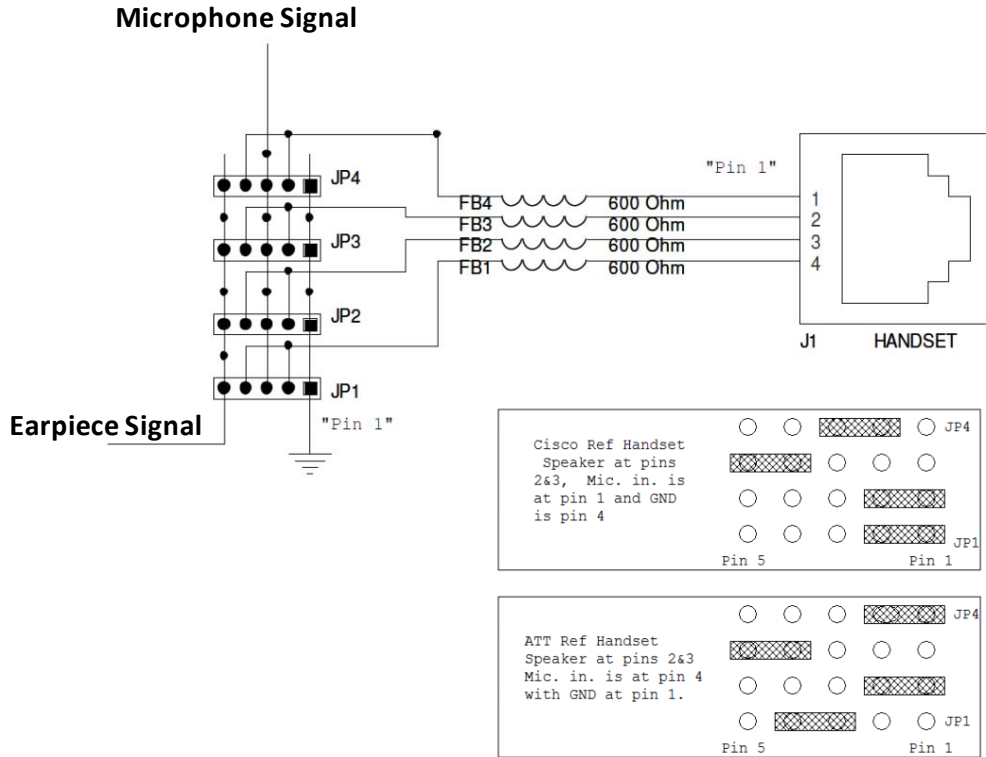 Microphone Signal
JP4
"Pin 1"
FB4 600 Ohm 1
FB3 600 Ohm 2
JP3
FB2 600 Ohm 3
FB1 600 Ohm 4
JP2
J1 HANDSET
JP1
"Pin 1"
Earpiece Signal
Cisco Ref Handset
Speaker at pins
2&3, Mic. in. is
at pin 1 and GND
is pin 4
JP4
JP1
Pin 5 Pin 1
ATT Ref Handset
Speaker at pins 2&3
Mic. in. is at pin 4
with GND at pin 1.
JP4
JP1
Pin 5 Pin 1